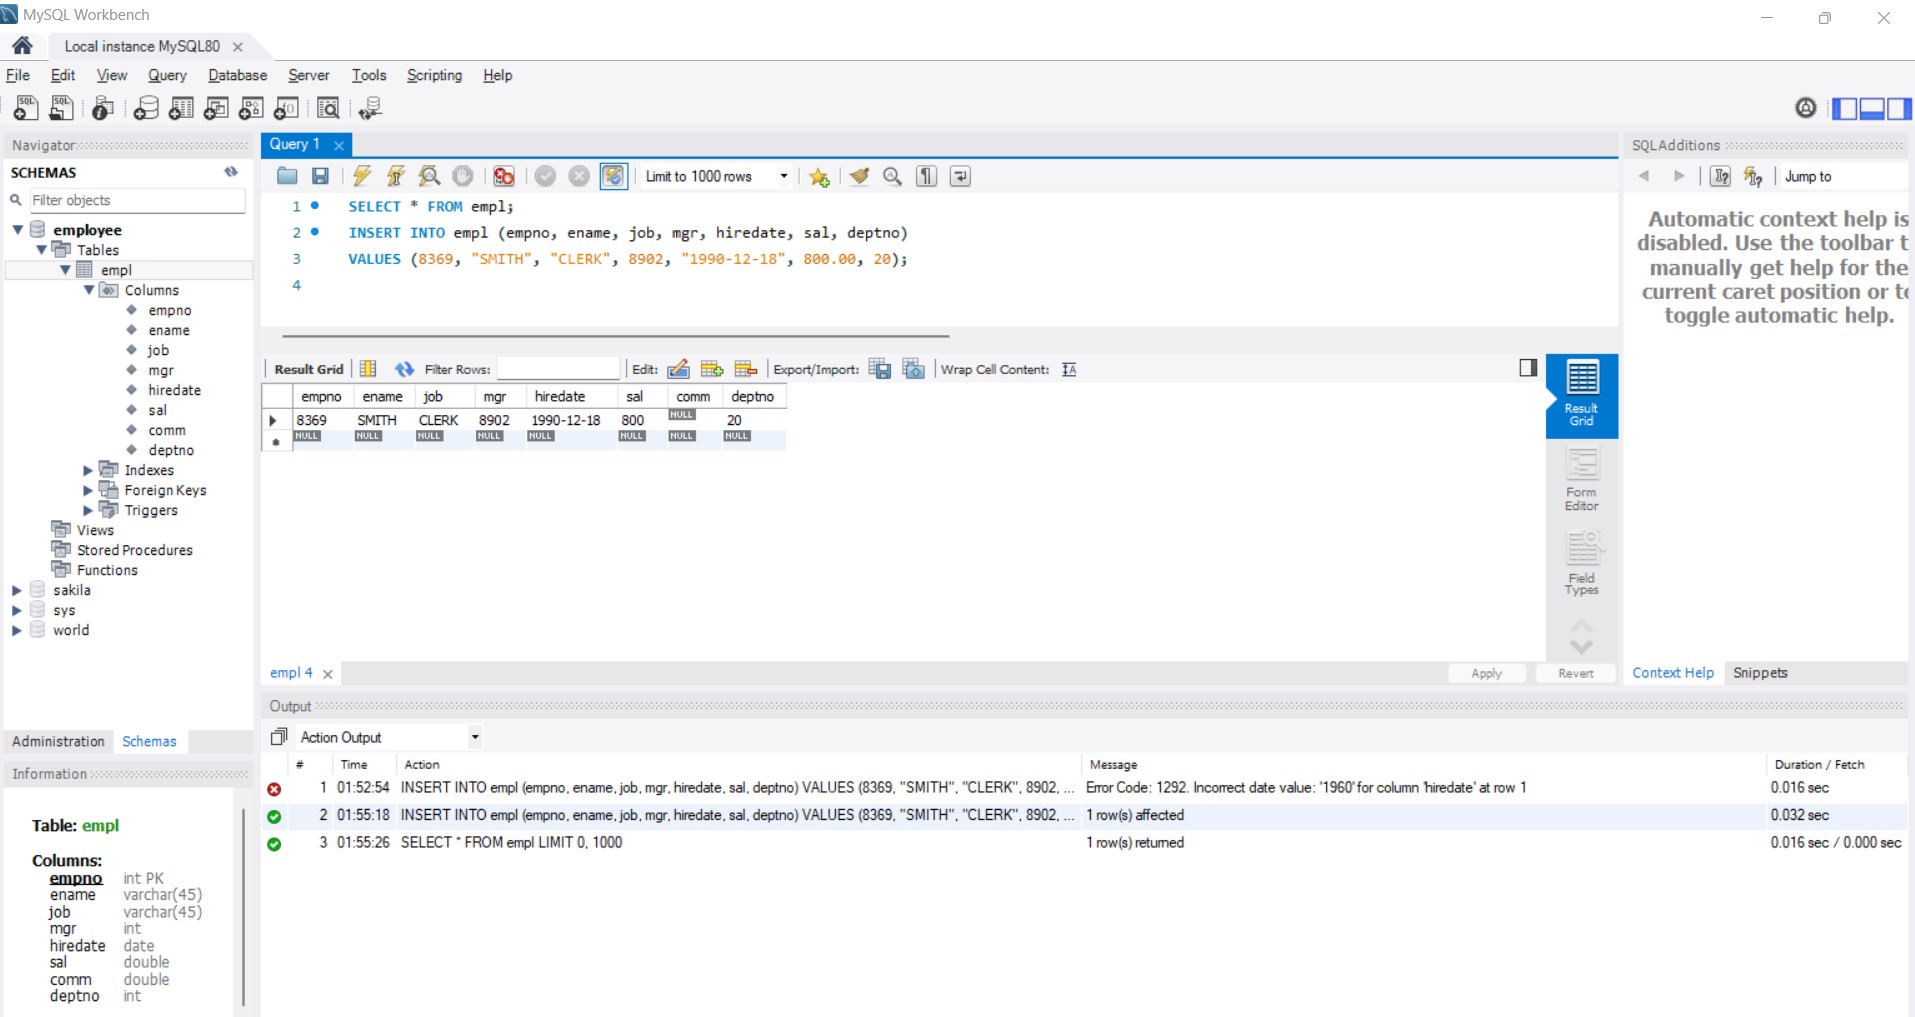 MySQL Workbench
Local instance MySQL80
File Edit View Query Database Server Tools Scripting Help
Navigator
SCHEMAS
Filter objects
employee
Tables
empl
Columns
empno
ename
job
mgr
hiredate
sal
comm
deptno
Indexes
Foreign Keys
Triggers
Views
Stored Procedures
Functions
sakila
sys
world
Administration Schemas
Information
Table: empl
Columns:
empno int PK
ename varchar(45)
job varchar(45)
mgr int
hiredate date
sal double
comm double
deptno int
Query 1
Limit to 1000 rows
1 SELECT * FROM empl;
2 INSERT INTO empl (empno, ename, job, mgr, hiredate, sal, deptno)
3 VALUES (8369, "SMITH", "CLERK", 8902, "1990-12-18", 800.00, 20);
4
Result Grid Filter Rows: Edit: Export/Import: Wrap Cell Content:
empno ename job mgr hiredate sal comm deptno
8369 SMITH CLERK 8902 1990-12-18 800 NULL 20
NULL NULL NULL NULL NULL NULL NULL NULL
Result
Grid
Form
Editor
Field
Types
empl 4 Apply Revert
SQLAdditions
Jump to
Automatic context help is
disabled. Use the toolbar t
manually get help for the
current caret position or to
toggle automatic help.
Context Help Snippets
Output
Action Output
# Time Action Message Duration / Fetch
1 01:52:54 INSERT INTO empl (empno, ename, job, mgr, hiredate, sal, deptno) VALUES (8369, "SMITH", "CLERK", 8902, ... Error Code: 1292. Incorrect date value: '1960' for column 'hiredate' at row 1 0.016 sec
2 01:55:18 INSERT INTO empl (empno, ename, job, mgr, hiredate, sal, deptno) VALUES (8369, "SMITH", "CLERK", 8902, ... 1 row(s) affected 0.032 sec
3 01:55:26 SELECT * FROM empl LIMIT 0, 1000 1 row(s) returned 0.016 sec / 0.000 sec